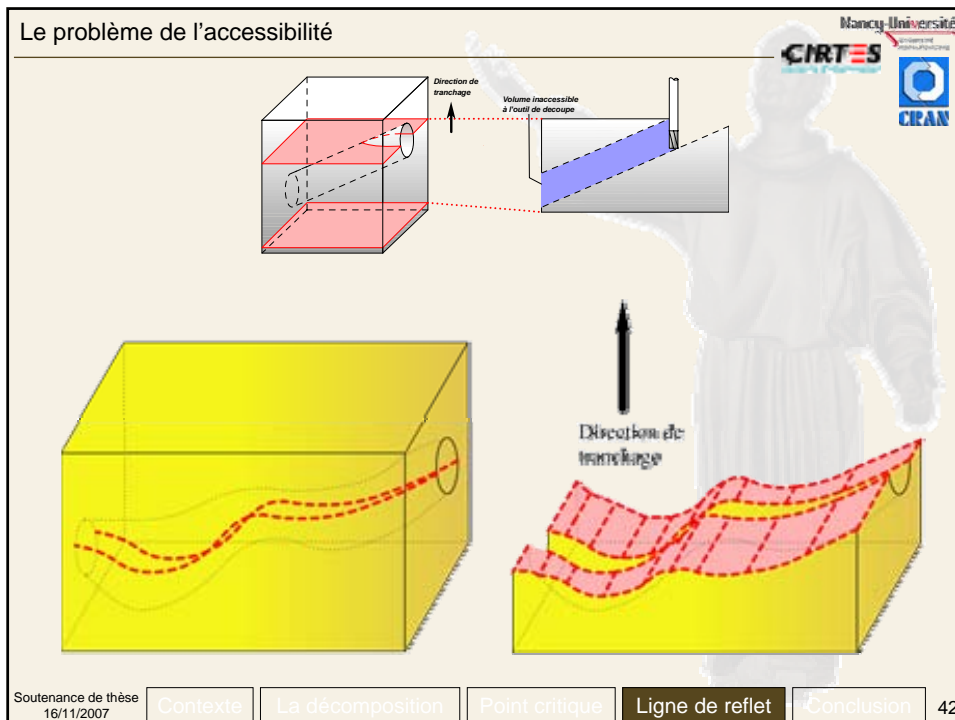 Le problème de l'accessibilité
Nancy-Université
CIRTES
CRAN
Direction de
tranchage
Volume inaccessible
à l'outil de decoupe
Direction de
tranchage
Soutenance de thèse
16/11/2007
Contexte
La décomposition
Point critique
Ligne de reflet
Conclusion
42